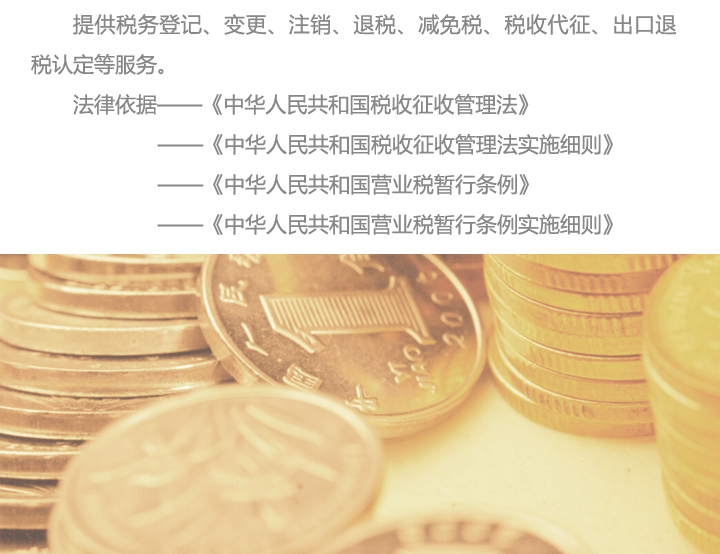 提供税务登记、变更、注销、退税、减免税、税收代征、出口退
税认定等服务。
法律依据——《中华人民共和国税收征收管理法》
——《中华人民共和国税收征收管理法实施细则》
——《中华人民共和国营业税暂行条例》
——《中华人民共和国营业税暂行条例实施细则》
1
JIAO